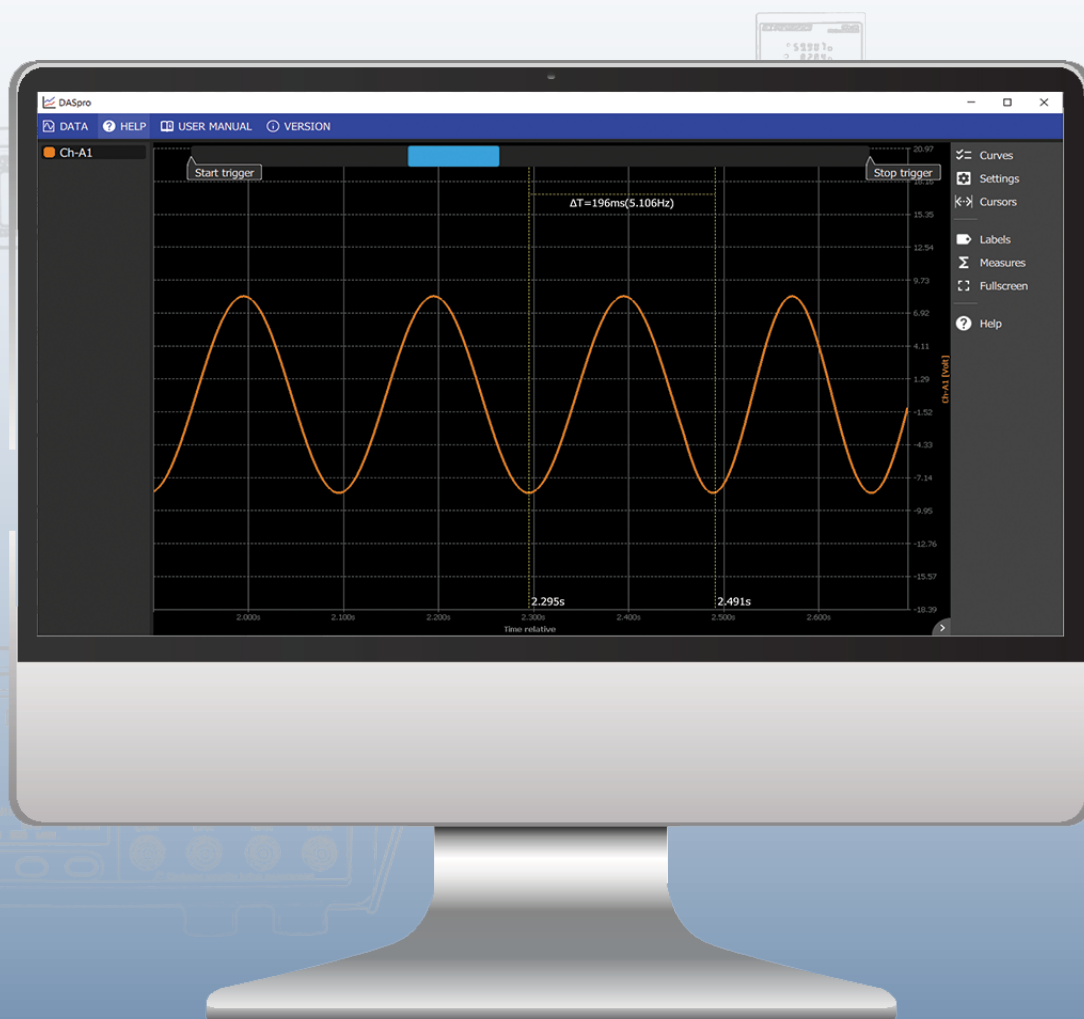 DASpro
DATA HELP USER MANUAL VERSION
Ch-A1
Start trigger
Stop trigger
ΔT=196ms(5.106Hz)
20.97
15.35
12.54
9.73
6.92
4.11
1.29
-1.52
-4.33
-7.14
-9.95
-12.76
-15.57
-18.39
Ch-A1 [Volt]
2.295s
2.491s
2.000s 2.100s 2.200s 2.300s 2.400s 2.500s 2.600s
Time relative
Curves
Settings
Cursors
Labels
Measures
Fullscreen
Help